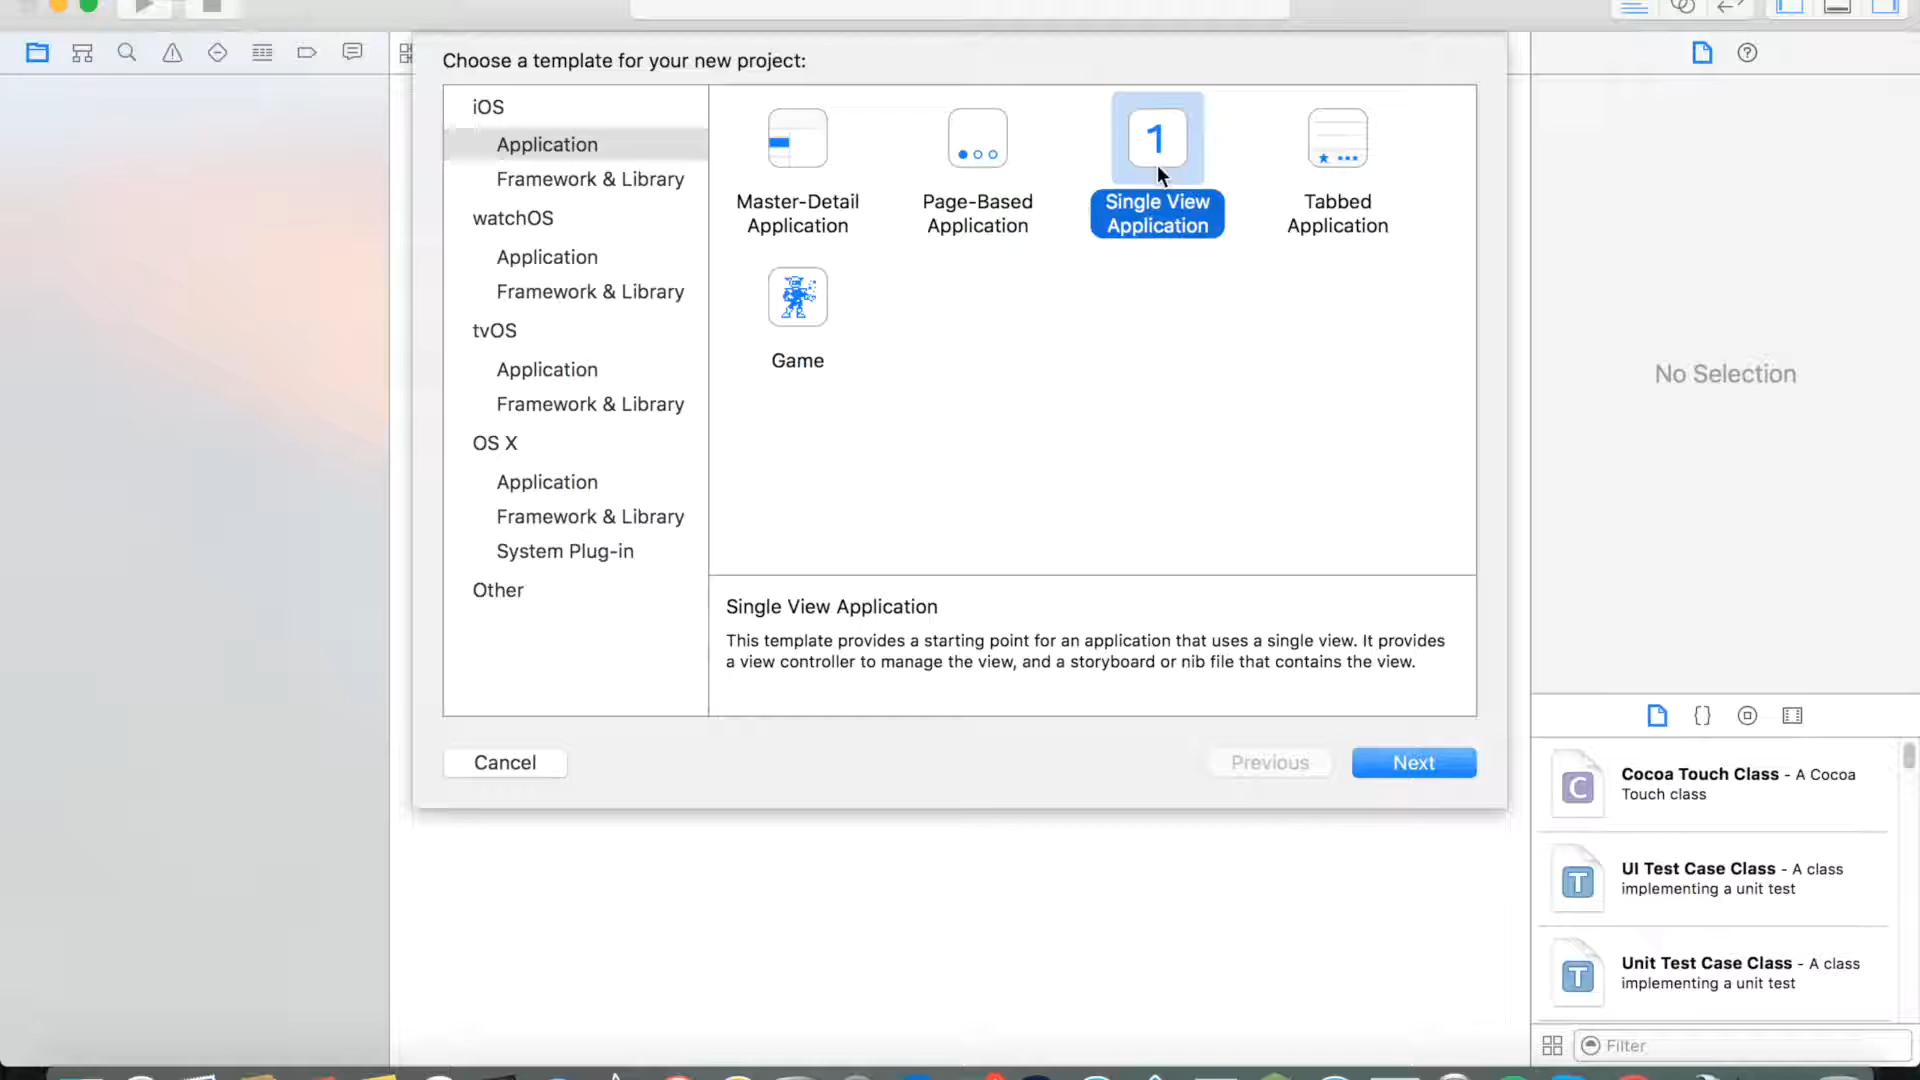 Choose a template for your new project:
iOS
Application
Framework & Library
watchOS
Application
Framework & Library
tvOS
Application
Framework & Library
OS X
Application
Framework & Library
System Plug-in
Other
Master-Detail
Application
Page-Based
Application
1
Single View
Application
Tabbed
Application
Game
Single View Application
This template provides a starting point for an application that uses a single view. It provides
a view controller to manage the view, and a storyboard or nib file that contains the view.
Cancel
Previous
Next
No Selection
{}
C
Cocoa Touch Class - A Cocoa
Touch class
T
UI Test Case Class - A class
implementing a unit test
T
Unit Test Case Class - A class
implementing a unit test
Filter